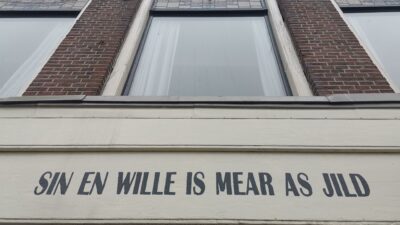 SIN EN WILLE IS MEAR AS JILD